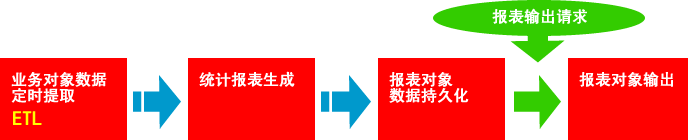 报表输出请求
业务对象数据
定时提取
ETL
统计报表生成
报表对象
数据持久化
报表对象输出